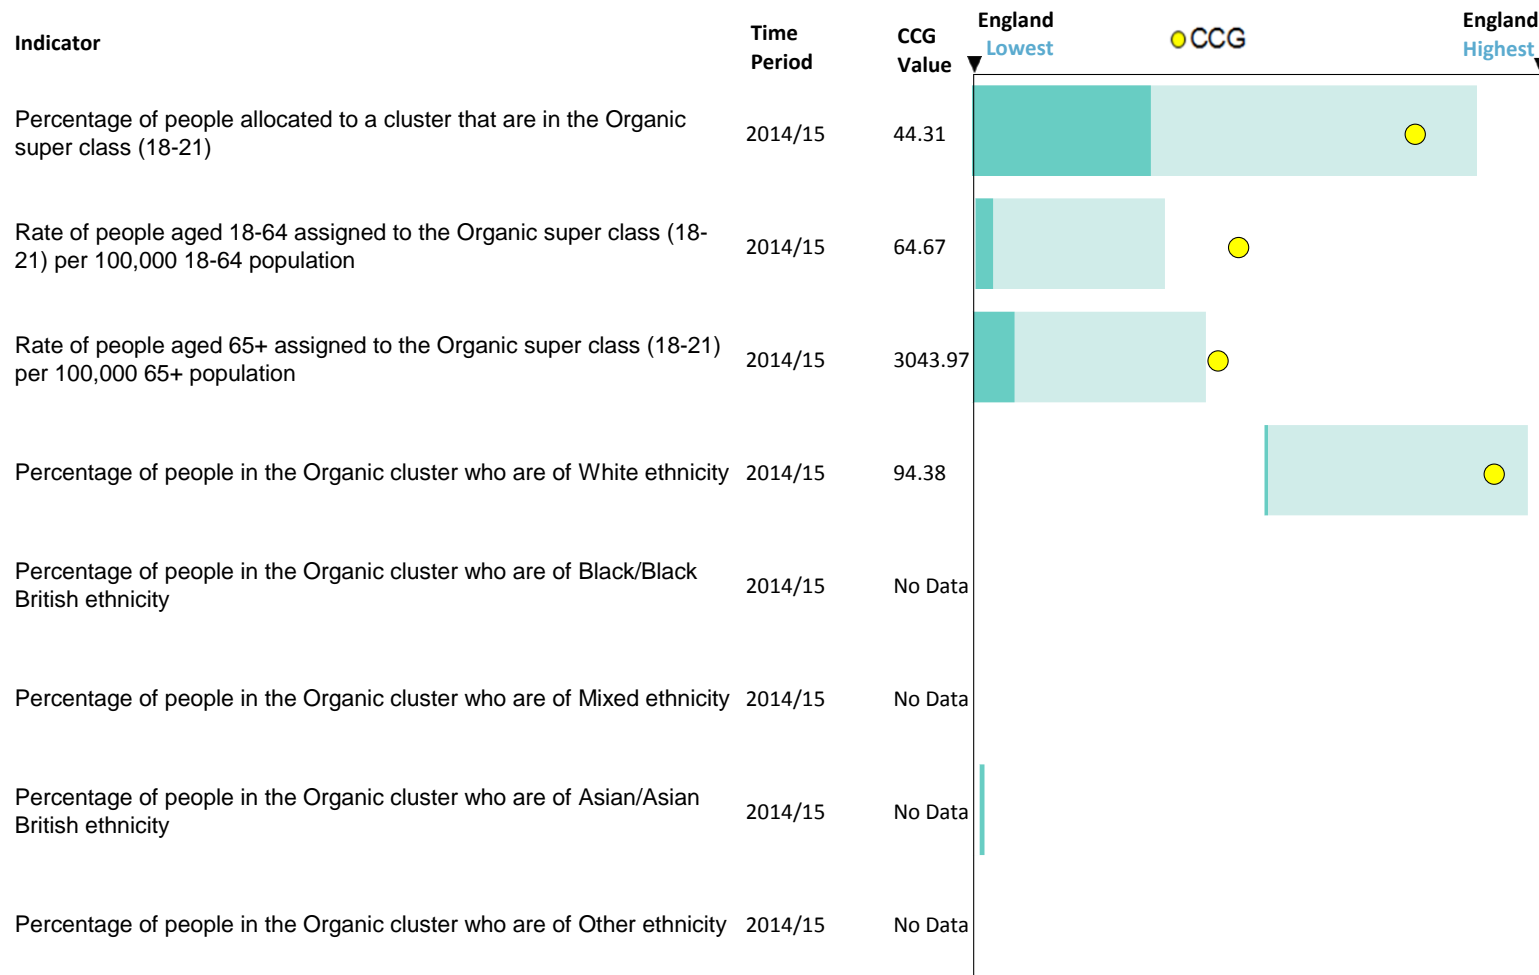 Indicator
Time
Period
CCG
Value
England
Lowest
CCG
England
Highest
Percentage of people allocated to a cluster that are in the Organic
super class (18-21)
2014/15
44.31
Rate of people aged 18-64 assigned to the Organic super class (18-
21) per 100,000 18-64 population
2014/15
64.67
Rate of people aged 65+ assigned to the Organic super class (18-21)
per 100,000 65+ population
2014/15
3043.97
Percentage of people in the Organic cluster who are of White ethnicity
2014/15
94.38
Percentage of people in the Organic cluster who are of Black/Black
British ethnicity
2014/15
No Data
Percentage of people in the Organic cluster who are of Mixed ethnicity
2014/15
No Data
Percentage of people in the Organic cluster who are of Asian/Asian
British ethnicity
2014/15
No Data
Percentage of people in the Organic cluster who are of Other ethnicity
2014/15
No Data